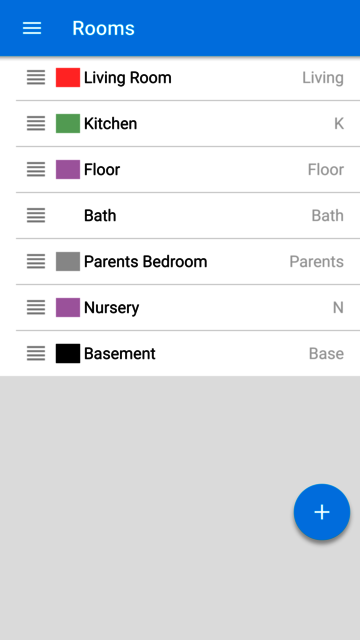 Rooms
Living Room Living
Kitchen K
Floor Floor
Bath Bath
Parents Bedroom Parents
Nursery N
Basement Base